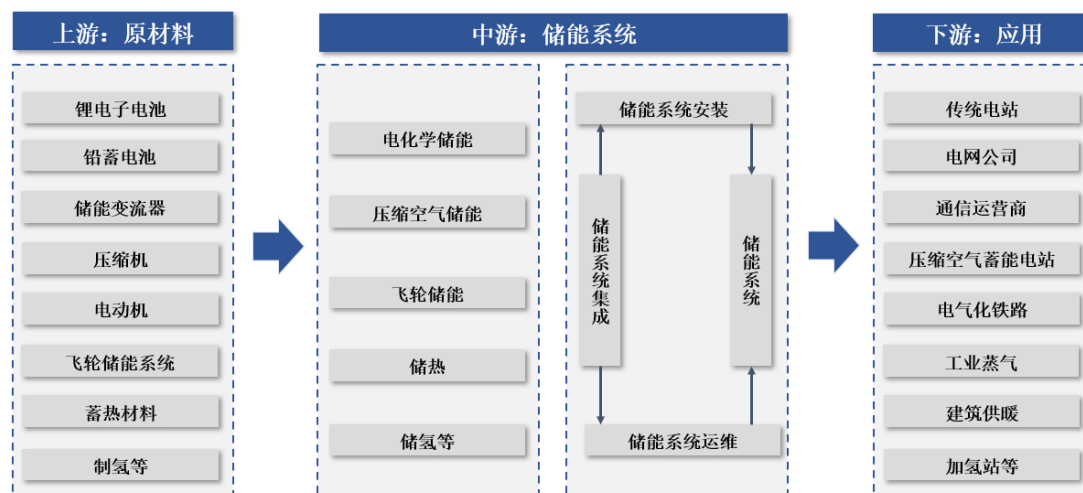 上游：原材料
锂电子电池
铅蓄电池
储能变流器
压缩机
电动机
飞轮储能系统
蓄热材料
制氢等
中游：储能系统
电化学储能
压缩空气储能
飞轮储能
储热
储氢等
储能系统安装
储能系统集成
储能系统
储能系统运维
下游：应用
传统电站
电网公司
通信运营商
压缩空气蓄能电站
电气化铁路
工业蒸气
建筑供暖
加氢站等